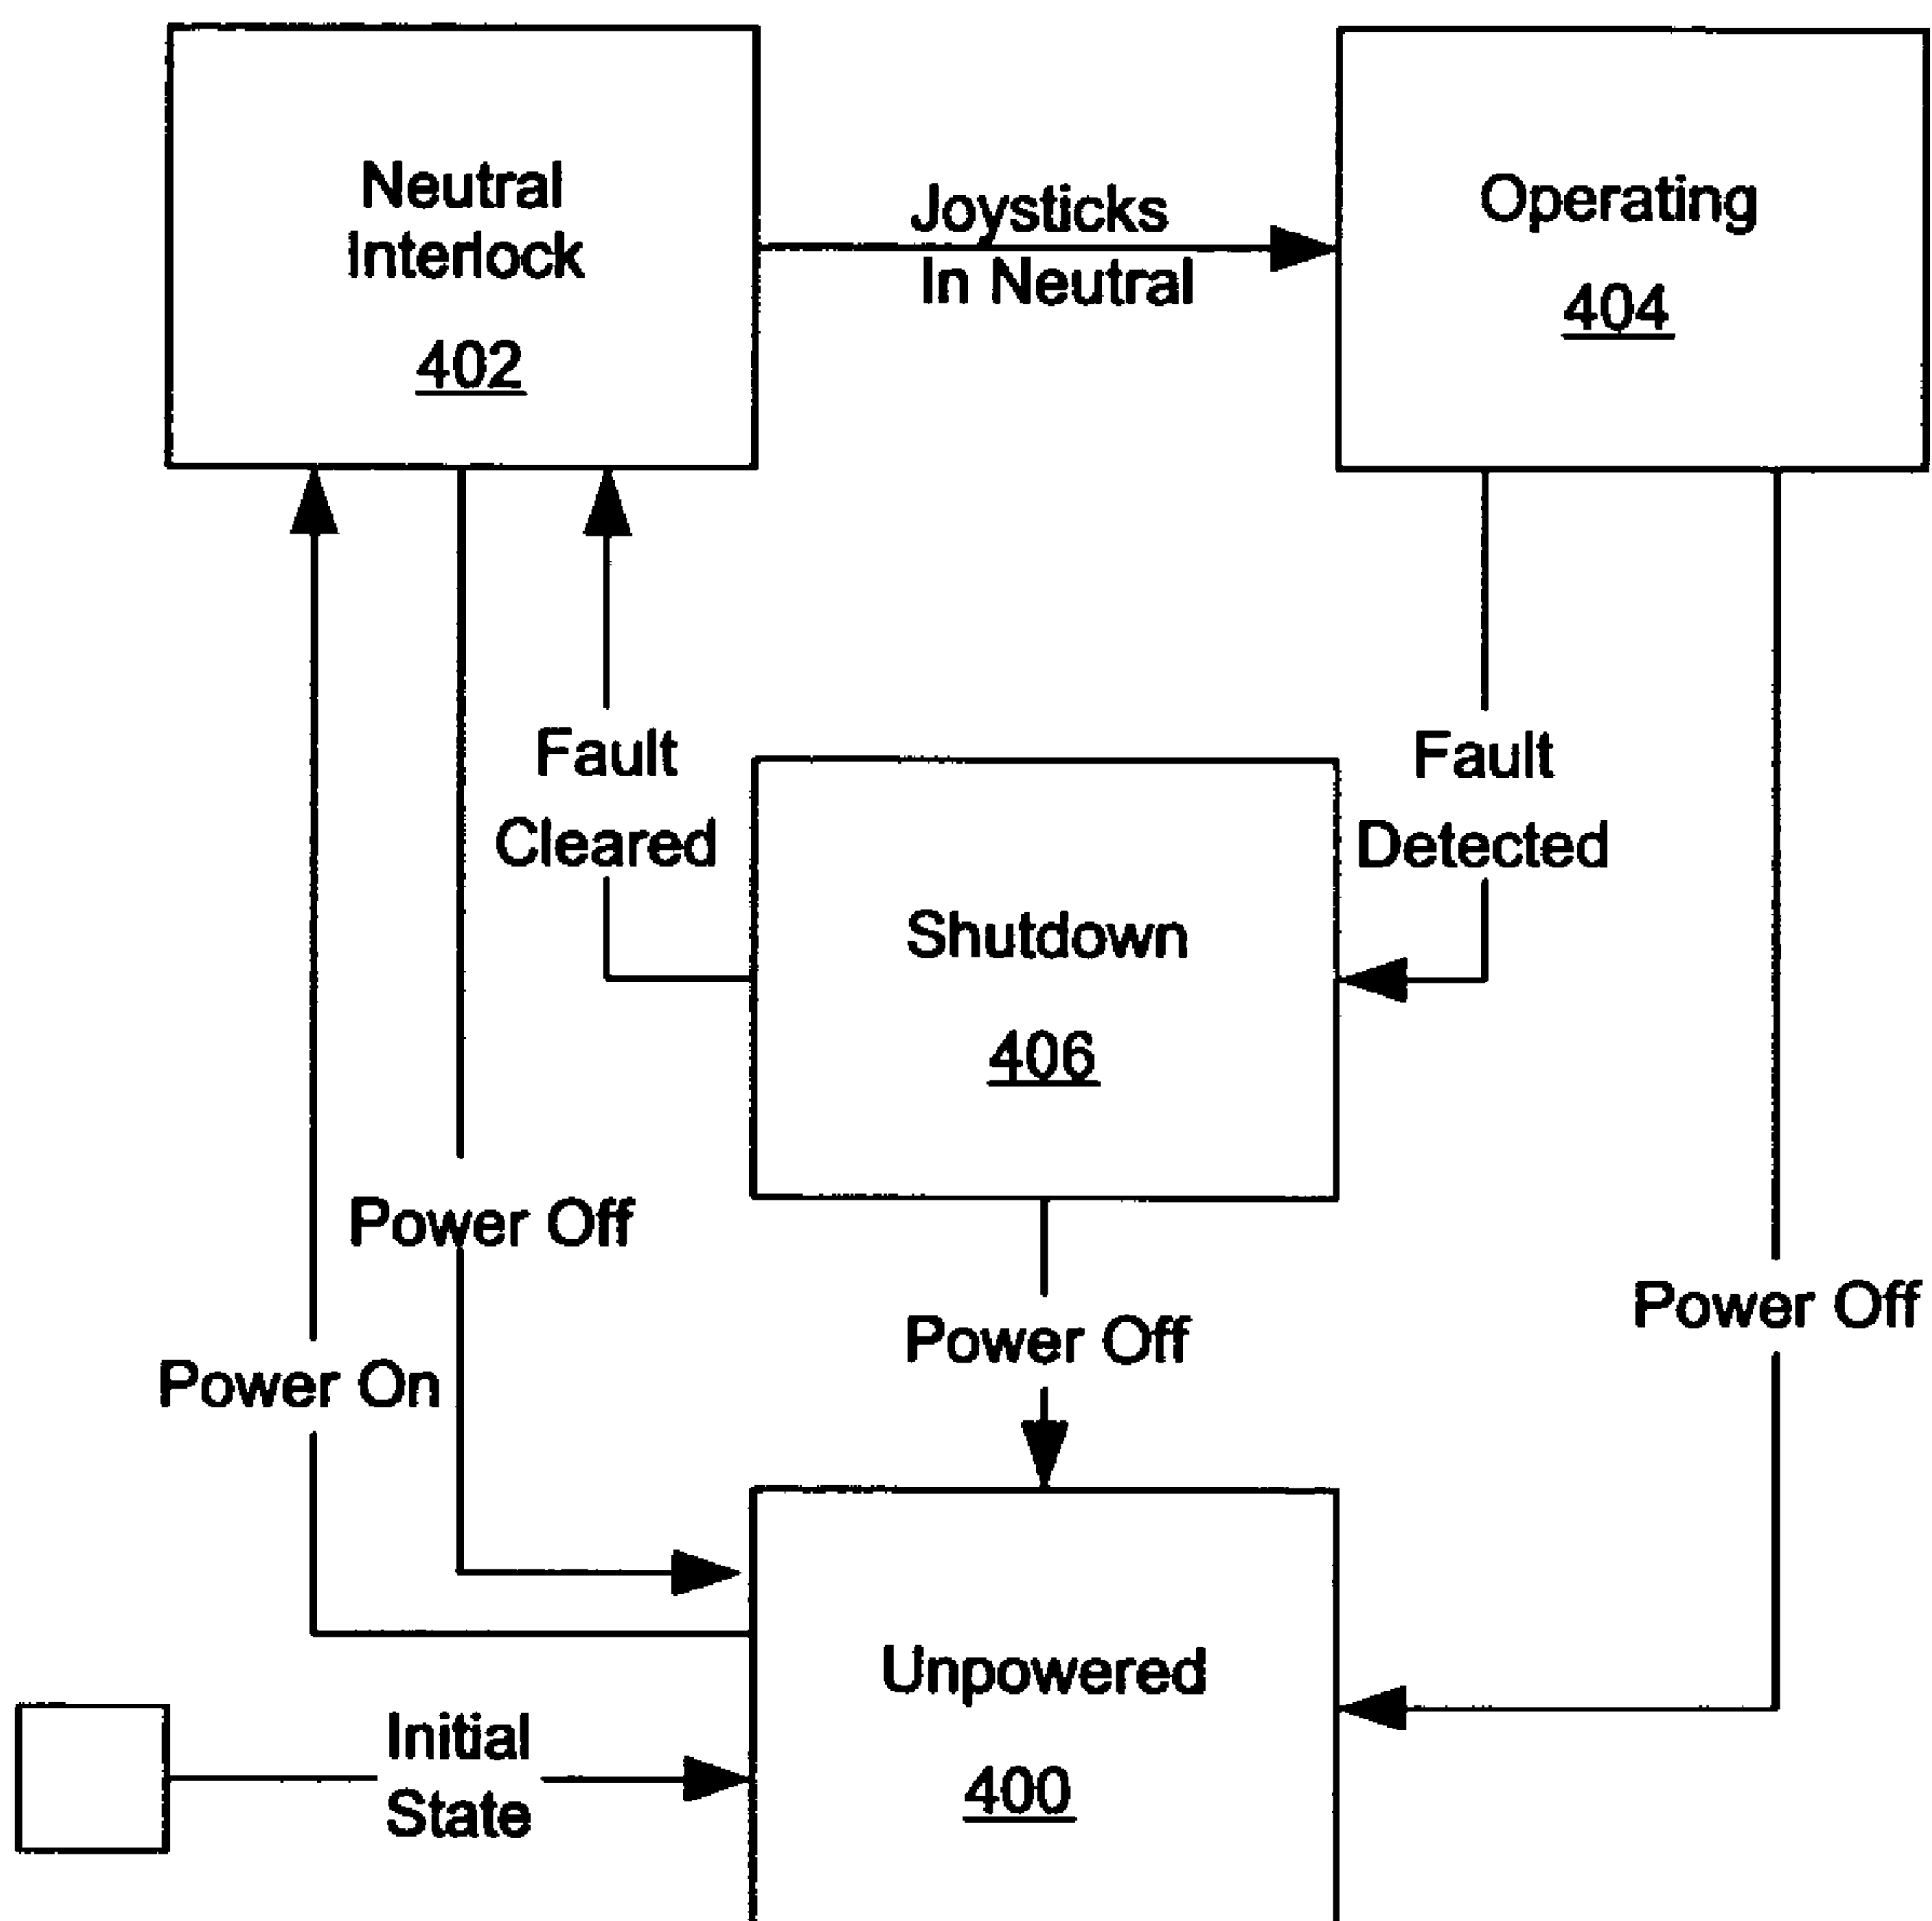 Neutral
Interlock
402
Joysticks
In Neutral
Operating
404
Fault
Cleared
Fault
Detected
Shutdown
406
Power Off
Power Off
Power Off
Power On
Unpowered
400
Initial
State